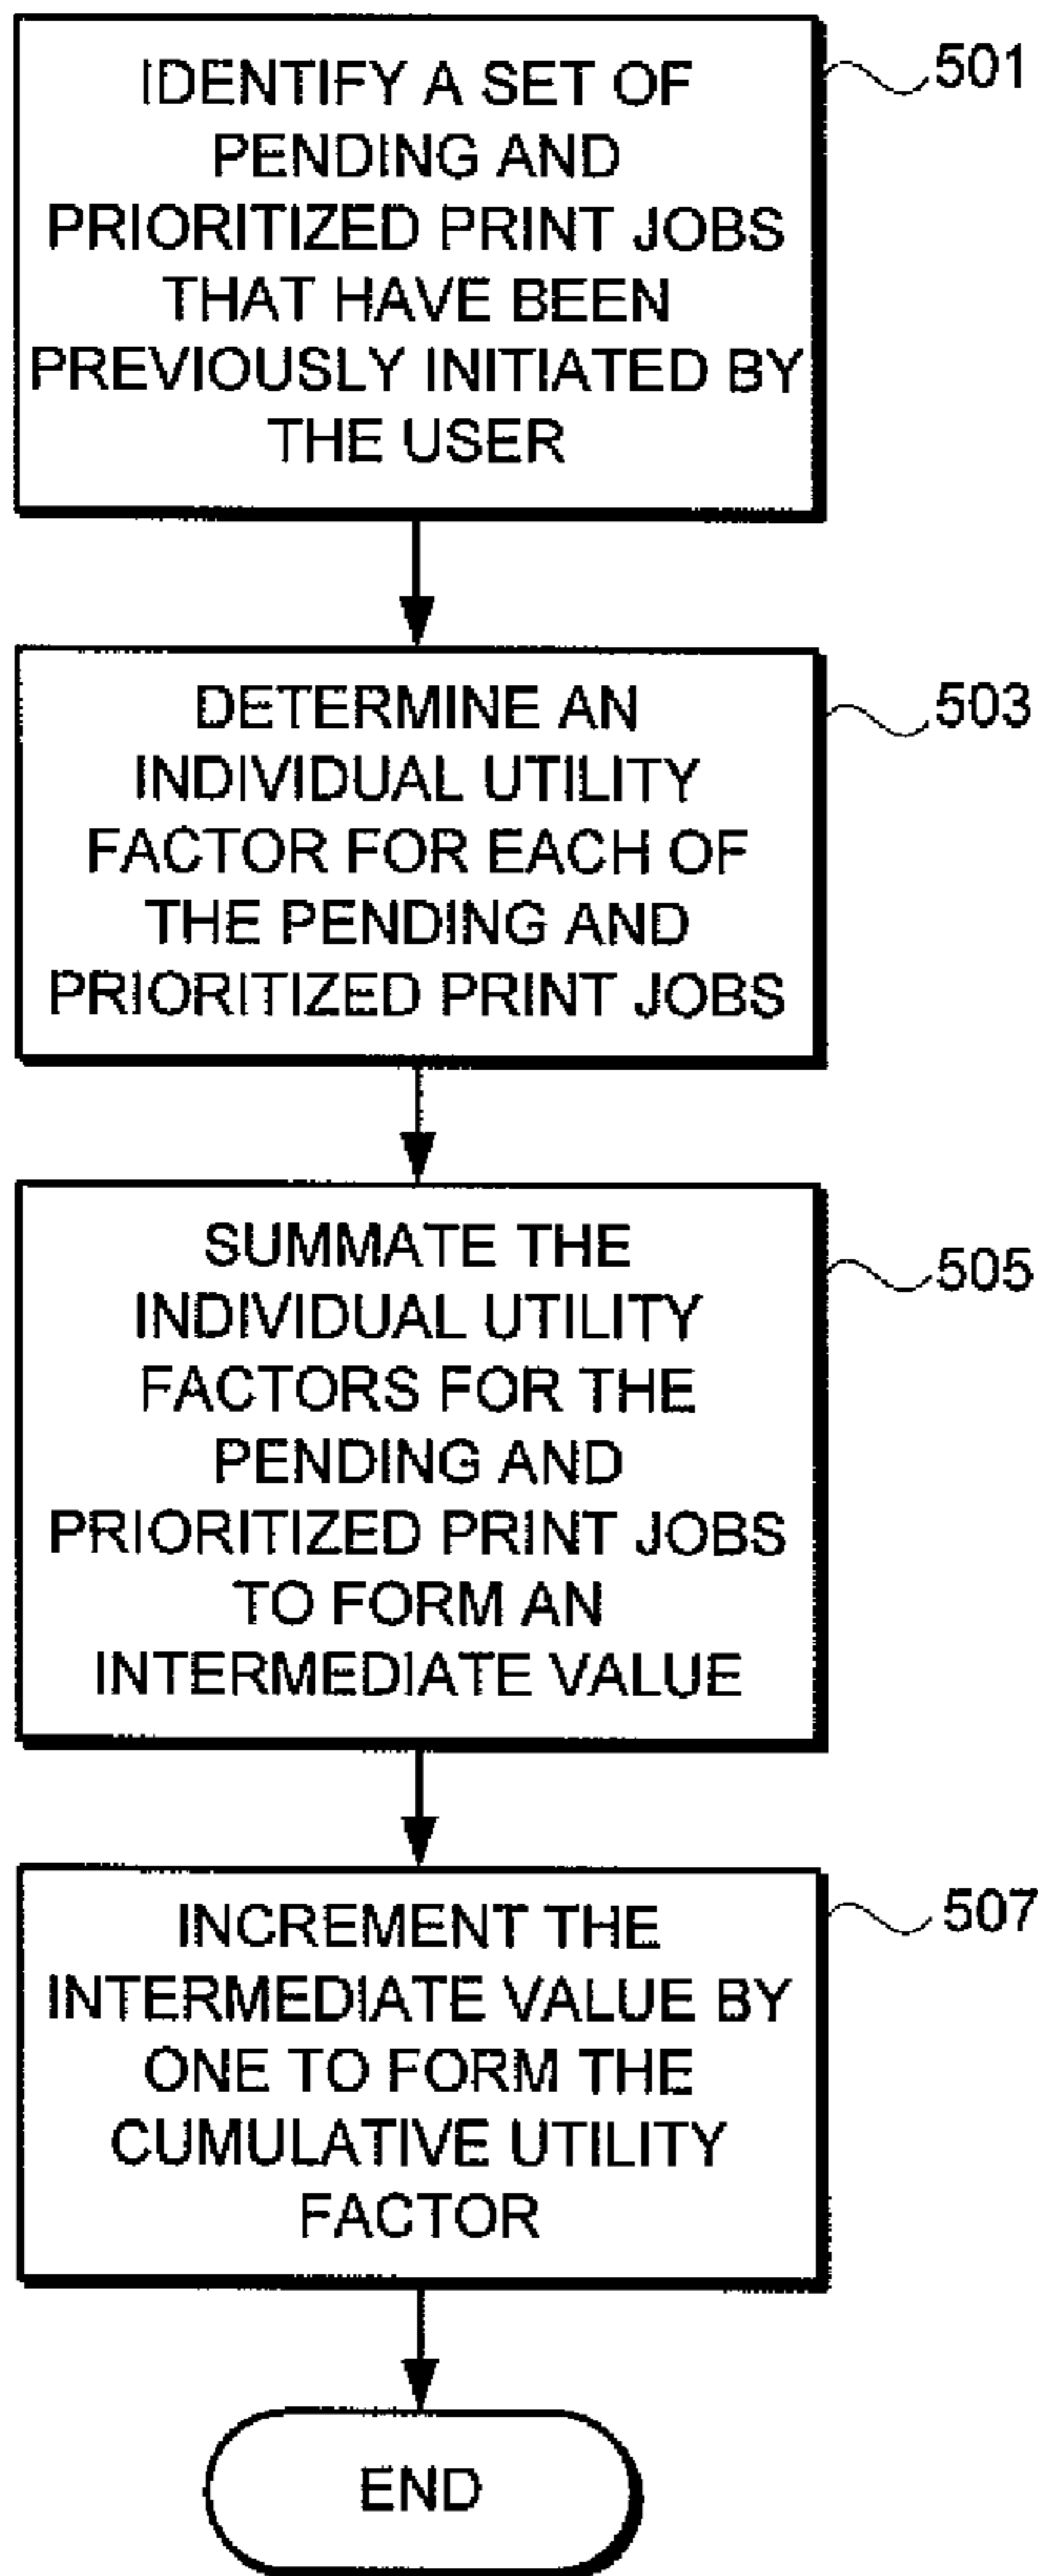 IDENTIFY A SET OF
PENDING AND
PRIORITIZED PRINT JOBS
THAT HAVE BEEN
PREVIOUSLY INITIATED BY
THE USER
501
DETERMINE AN
INDIVIDUAL UTILITY
FACTOR FOR EACH OF
THE PENDING AND
PRIORITIZED PRINT JOBS
503
SUMMATE THE
INDIVIDUAL UTILITY
FACTORS FOR THE
PENDING AND
PRIORITIZED PRINT JOBS
TO FORM AN
INTERMEDIATE VALUE
505
INCREMENT THE
INTERMEDIATE VALUE BY
ONE TO FORM THE
CUMULATIVE UTILITY
FACTOR
507
END